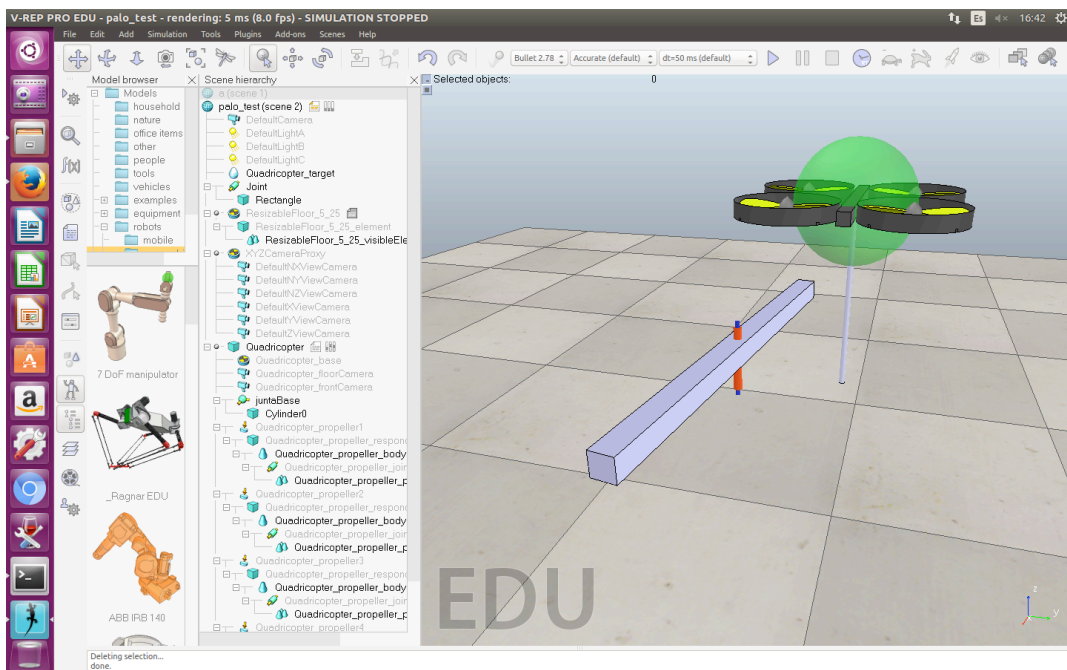 V-REP PRO EDU - palo_test - rendering: 5 ms (8.0 fps) - SIMULATION STOPPED
Es
16:42
File Edit Add Simulation Tools Plugins Add-ons Scenes Help
Bullet 2.78
Accurate (default)
dt=50 ms (default)
Model browser
Models
household
nature
office items
other
people
tools
vehicles
examples
equipment
robots
mobile
7 DoF manipulator
_Ragnar EDU
ABB IRB 140
Scene hierarchy
a (scene 1)
palo_test (scene 2)
DefaultCamera
DefaultLightA
DefaultLightB
DefaultLightC
Quadricopter_target
Joint
Rectangle
ResizableFloor_5_25
ResizableFloor_5_25_element
ResizableFloor_5_25_visibleEle
XYZCameraProxy
DefaultNXViewCamera
DefaultNYViewCamera
DefaultNZViewCamera
DefaultXViewCamera
DefaultYViewCamera
DefaultZViewCamera
Quadricopter
Quadricopter_base
Quadricopter_floorCamera
Quadricopter_frontCamera
juntaBase
Cylinder0
Quadricopter_propeller1
Quadricopter_propeller_respon
Quadricopter_propeller_body
Quadricopter_propeller_join
Quadricopter_propeller_p
Quadricopter_propeller2
Quadricopter_propeller_respon
Quadricopter_propeller_body
Quadricopter_propeller_join
Quadricopter_propeller_p
Quadricopter_propeller3
Quadricopter_propeller_respon
Quadricopter_propeller_body
Quadricopter_propeller_join
Quadricopter_propeller_p
Quadricopter_propeller4
Selected objects: 0
EDU
z
y
x
Deleting selection...
done.